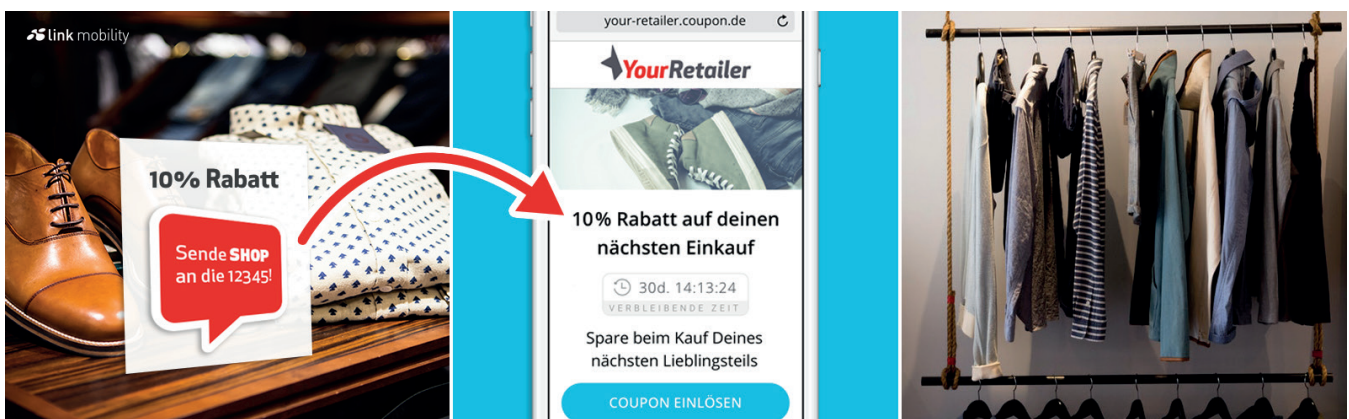 link mobility
10% Rabatt
Sende SHOP
an die 12345!
your-retailer.coupon.de
YourRetailer
10% Rabatt auf deinen
nächsten Einkauf
30d. 14:13:24
VERBLEIBENDE ZEIT
Spare beim Kauf Deines
nächsten Lieblingsteils
COUPON EINLÖSEN